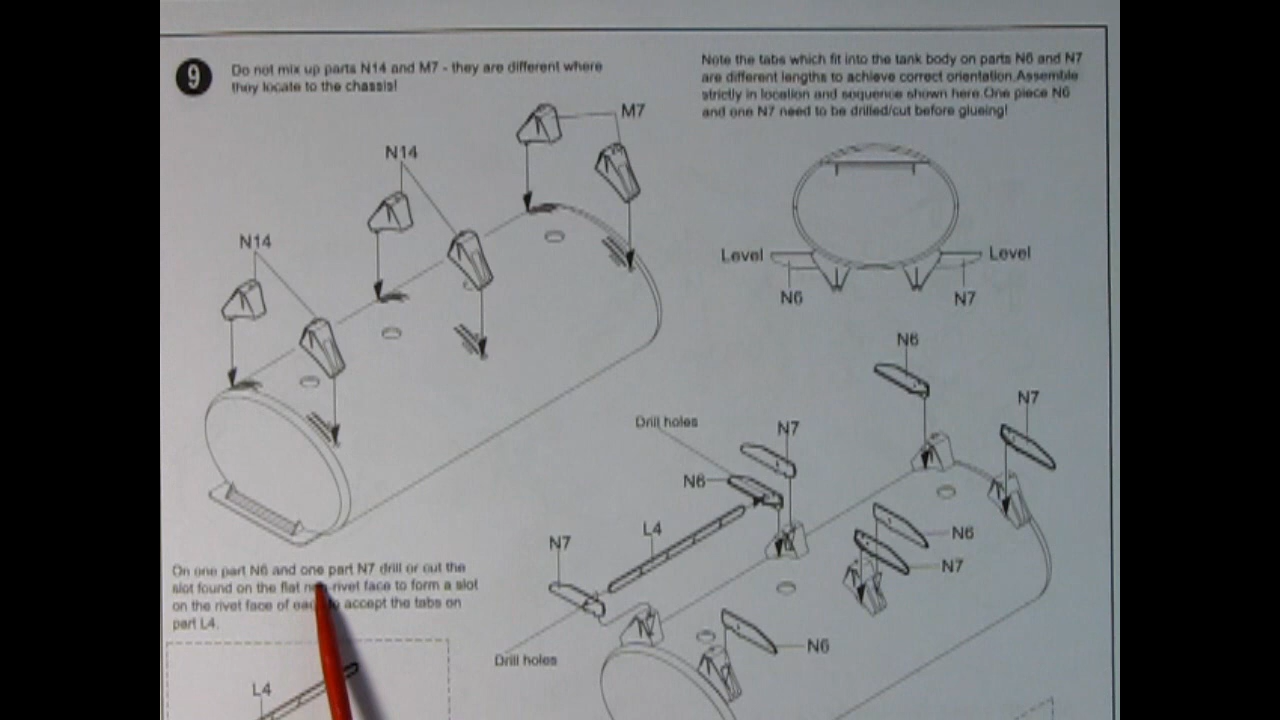 9
Do not mix up parts N14 and M7 - they are different where
they locate to the chassis!
Note the tabs which fit into the tank body on parts N6 and N7
are different lengths to achieve correct orientation.Assemble
strictly in location and sequence shown here.One piece N6
and one N7 need to be drilled/cut before glueing!
M7
N14
N14
Level
Level
N6
N7
N6
N7
Drill holes
N7
N6
L4
N7
N6
N7
N6
Drill holes
On one part N6 and one part N7 drill or cut the
slot found on the flat rivet face to form a slot
on the rivet face of accept the tabs on
part L4.
L4